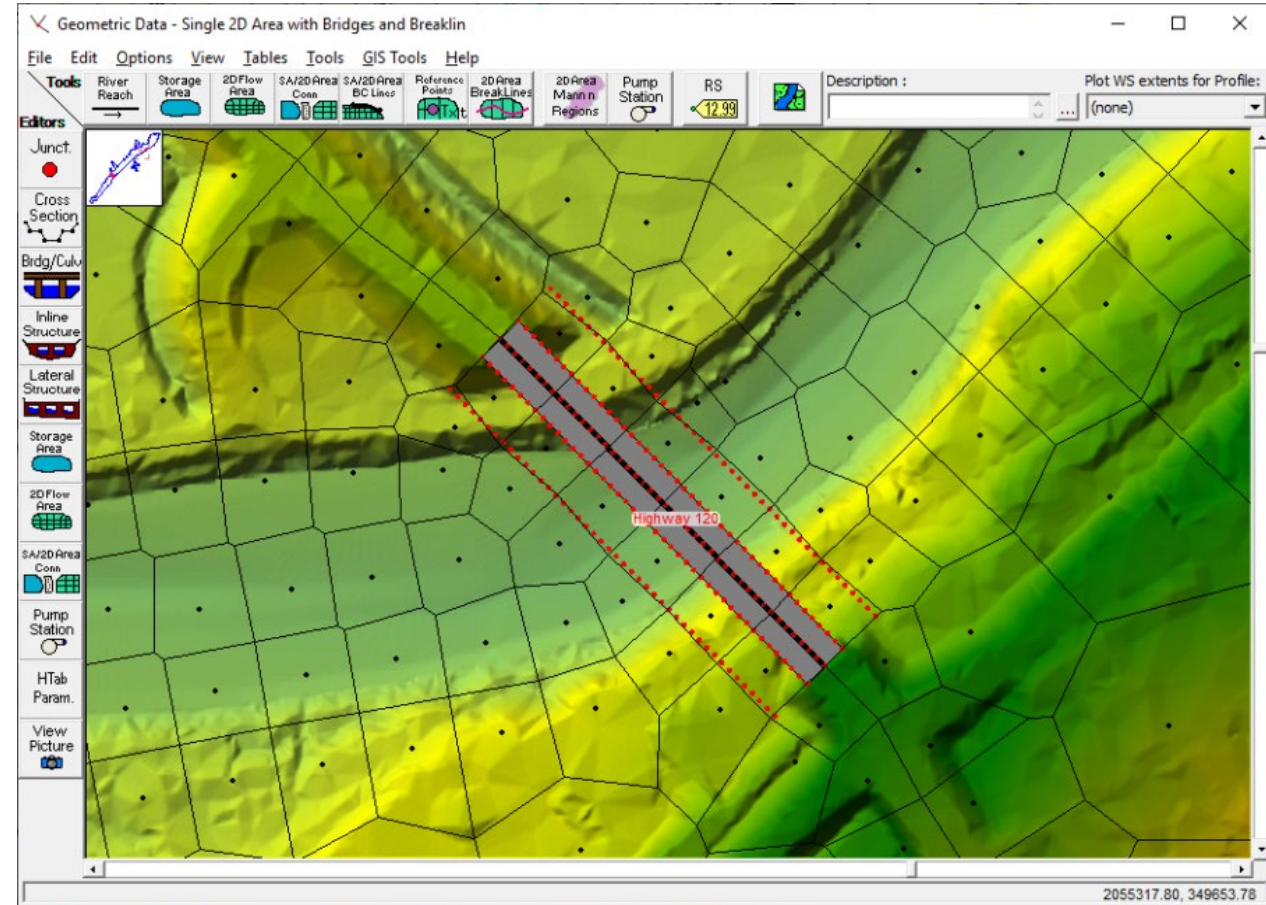 Geometric Data - Single 2D Area with Bridges and Breaklin
File Edit Options View Tables Tools GIS Tools Help
Tools
Editors
River
Reach
Storage
Area
2D Flow
Area
SA/2D Area
Conn
SA/2D Area
BC Lines
Reference
Points
Txt
2D Area
BreakLines
2D Area
Mann n
Regions
Pump
Station
RS
12.99
Description :
...
Plot WS extents for Profile:
(none)
Junct.
Cross
Section
Brdg/Culv
Inline
Structure
Lateral
Structure
Storage
Area
2D Flow
Area
SA/2D Area
Conn
Pump
Station
HTab
Param.
View
Picture
Highway 120
2055317.80, 349653.78